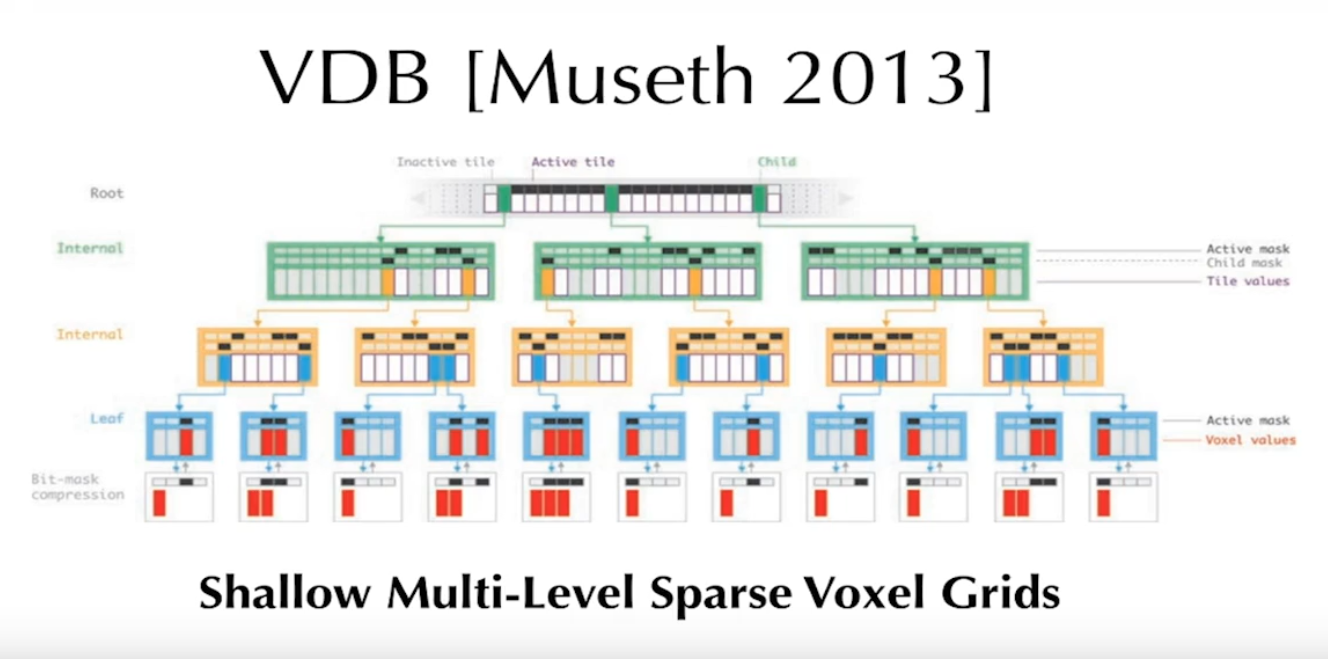 VDB [Museth 2013]
Inactive tile
Active tile
Child
Root
Internal
Active mask
Child mask
Tile values
Internal
Leaf
Active mask
Voxel values
Bit-mask
compression
Shallow Multi-Level Sparse Voxel Grids